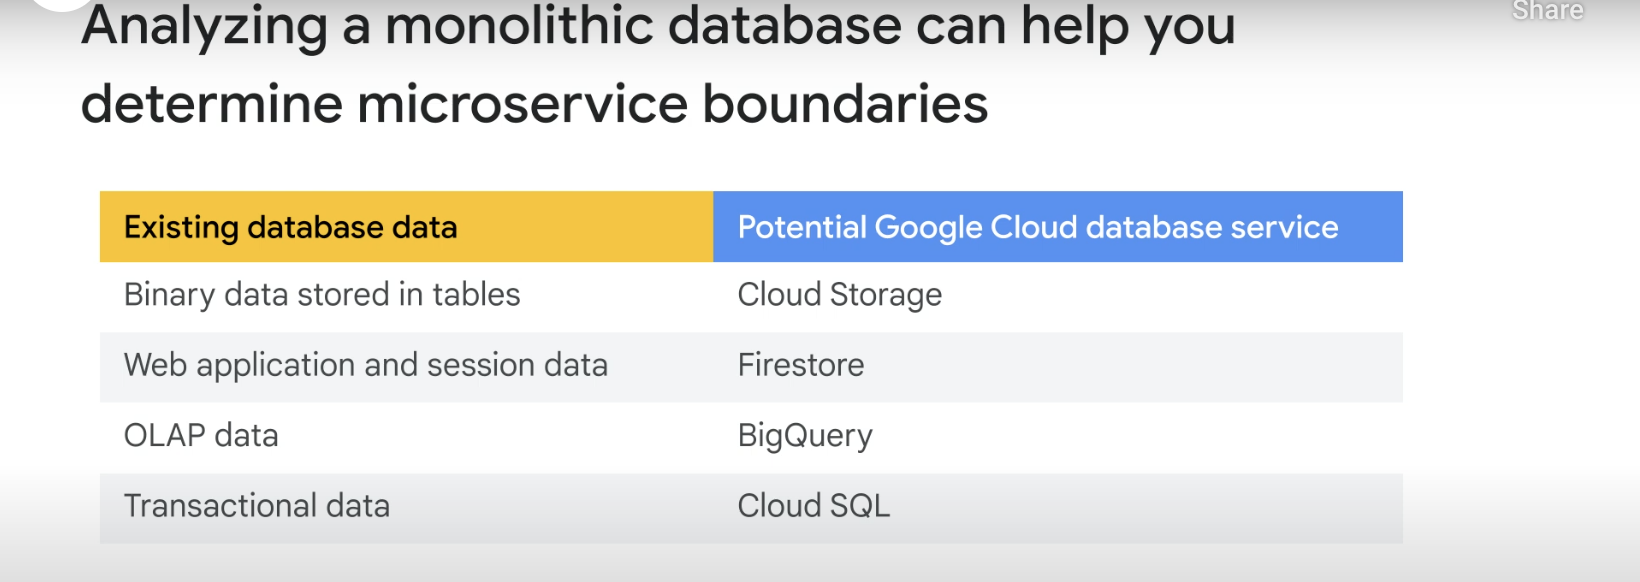 Share
Analyzing a monolithic database can help you
determine microservice boundaries
Existing database data
Potential Google Cloud database service
Binary data stored in tables
Cloud Storage
Web application and session data
Firestore
OLAP data
BigQuery
Transactional data
Cloud SQL